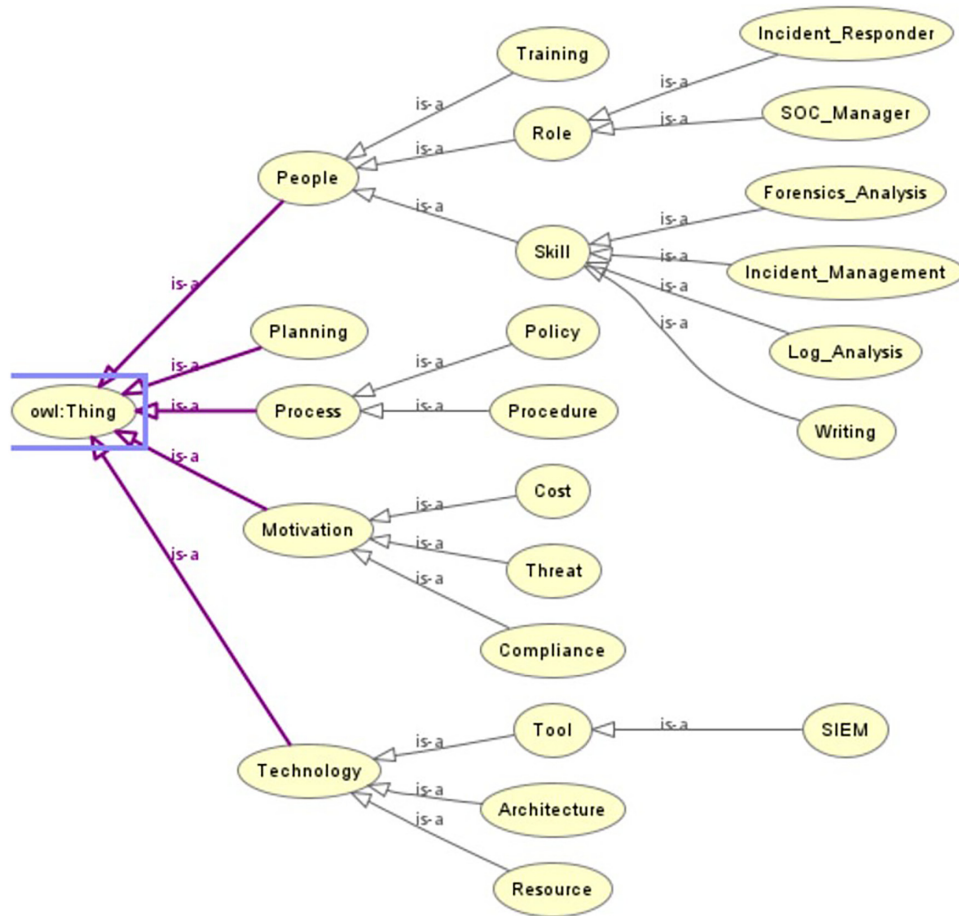 Incident_Responder
Training
is-a
is-a
SOC_Manager
Role
is-a
is-a
People
Forensics_Analysis
is-a
is-a
Skill
is-a
Incident_Management
is-a
is-a
is-a
Planning
Policy
is-a
Log_Analysis
is-a
is-a
owl:Thing
is-a
Process
is-a
Procedure
Writing
is-a
Cost
is-a
Motivation
is-a
is-a
Threat
is-a
Compliance
Tool
is-a
SIEM
is-a
Technology
is-a
Architecture
is-a
Resource